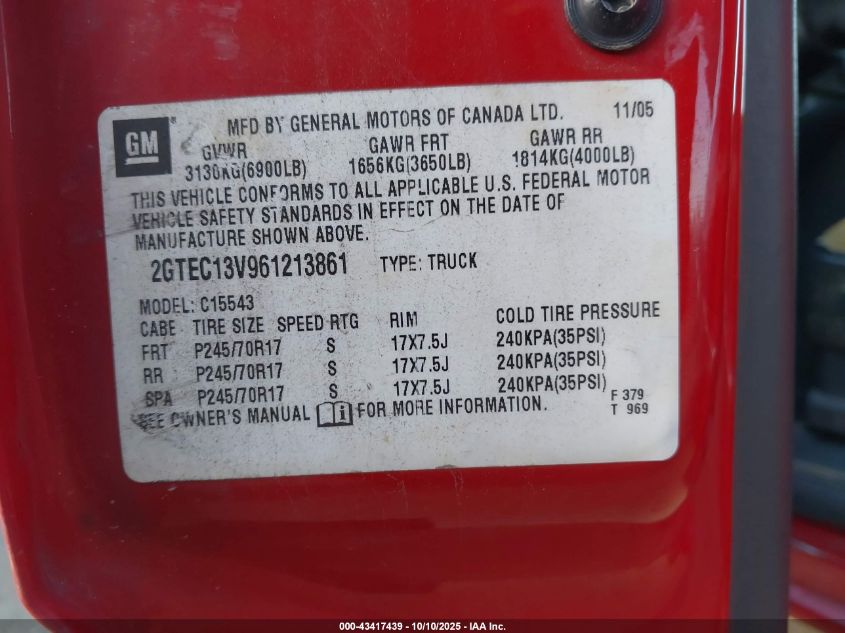 GM
MFD BY GENERAL MOTORS OF CANADA LTD. 11/05
GVWR GAWR FRT GAWR RR
3130KG(6900LB) 1656KG(3650LB) 1814KG(4000LB)
THIS VEHICLE CONFORMS TO ALL APPLICABLE U.S. FEDERAL MOTOR
VEHICLE SAFETY STANDARDS IN EFFECT ON THE DATE OF
MANUFACTURE SHOWN ABOVE.
2GTEC13V961213861 TYPE: TRUCK
MODEL: C15543
CABE TIRE SIZE SPEED RTG RIM COLD TIRE PRESSURE
FRT P245/70R17 S 17X7.5J 240KPA(35PSI)
RR P245/70R17 S 17X7.5J 240KPA(35PSI)
SPA P245/70R17 S 17X7.5J 240KPA(35PSI)
SEE OWNER'S MANUAL FOR MORE INFORMATION.
F 379
T 969
000-43417439 - 10/10/2025 - IAA Inc.